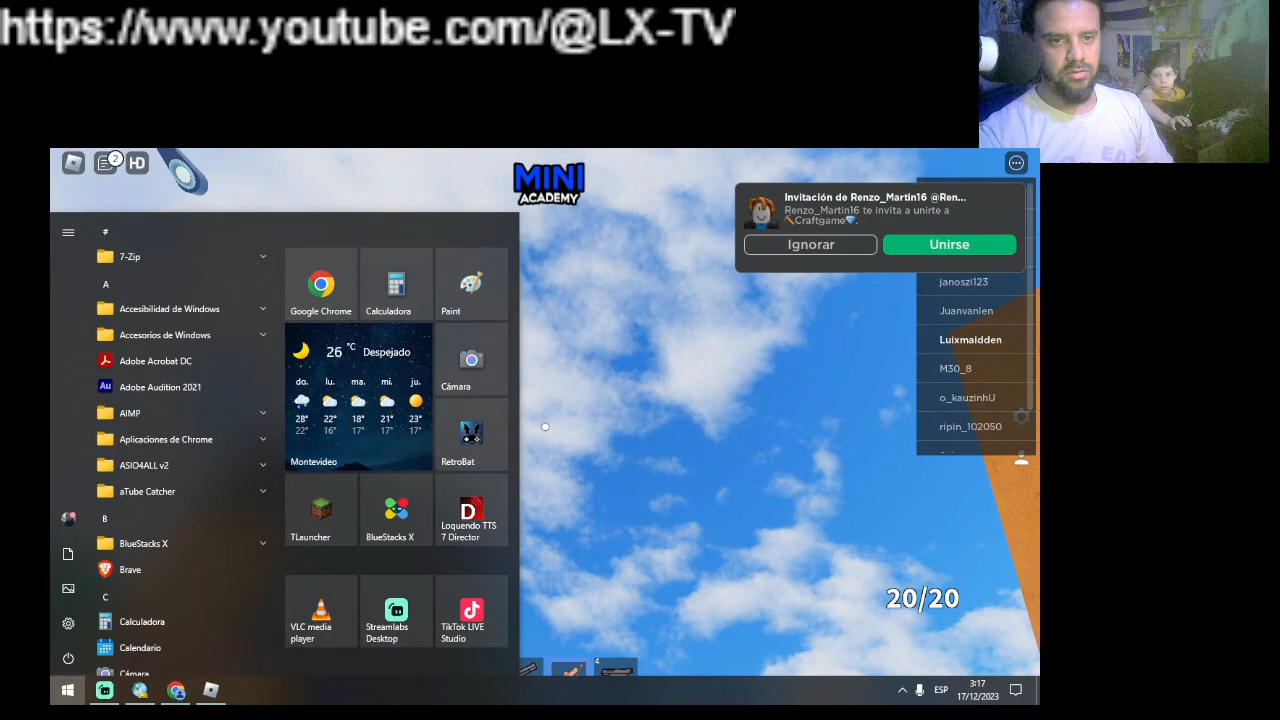 https://www.youtube.com/@LX-TV
2
HD
MINI
ACADEMY
Invitación de Renzo_Martin16 @Ren...
Renzo_Martin16 te invita a unirte a
Craftgame
Ignorar
Unirse
janoszi123
Juanvanlen
Luixmaidden
M30_8
o_kauzinhU
ripin_102050
20/20
4
#
7-Zip
A
Accesibilidad de Windows
Accesorios de Windows
Adobe Acrobat DC
Au
Adobe Audition 2021
AIMP
Aplicaciones de Chrome
ASIO4ALL v2
aTube Catcher
B
BlueStacks X
Brave
C
Calculadora
Calendario
Cámara
Google Chrome
Calculadora
Paint
26 °C Despejado
do. lu. ma. mi. ju.
28° 22° 18° 21° 23°
22° 16° 17° 17° 17°
Montevideo
Cámara
RetroBat
TLauncher
BlueStacks X
D
Loquendo TTS
7 Director
VLC media
player
Streamlabs
Desktop
TikTok LIVE
Studio
ESP
3:17
17/12/2023